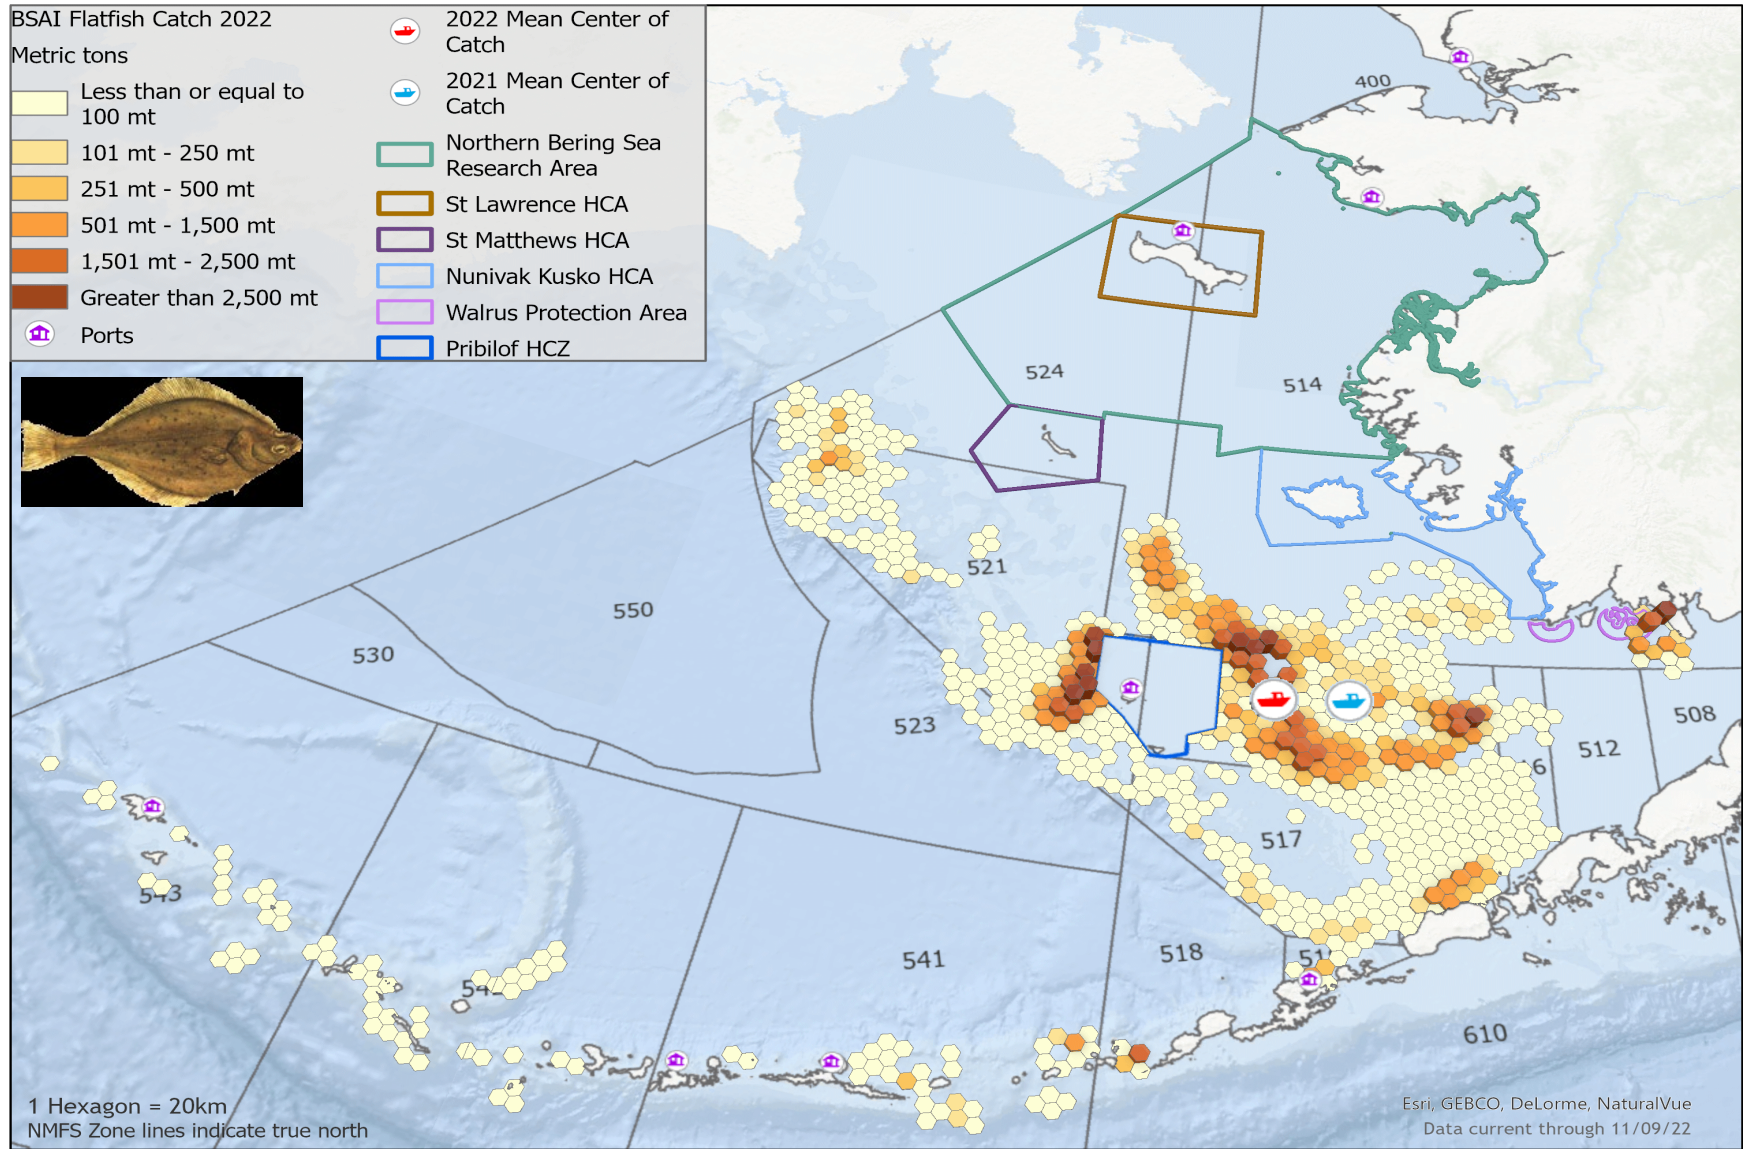 BSAI Flatfish Catch 2022
Metric tons
Less than or equal to
100 mt
101 mt - 250 mt
251 mt - 500 mt
501 mt - 1,500 mt
1,501 mt - 2,500 mt
Greater than 2,500 mt
Ports
2022 Mean Center of
Catch
2021 Mean Center of
Catch
Northern Bering Sea
Research Area
St Lawrence HCA
St Matthews HCA
Nunivak Kusko HCA
Walrus Protection Area
Pribilof HCZ
400
524
514
521
550
530
523
508
512
517
543
541
518
610
1 Hexagon = 20km
NMFS Zone lines indicate true north
Esri, GEBCO, DeLorme, NaturalVue
Data current through 11/09/22